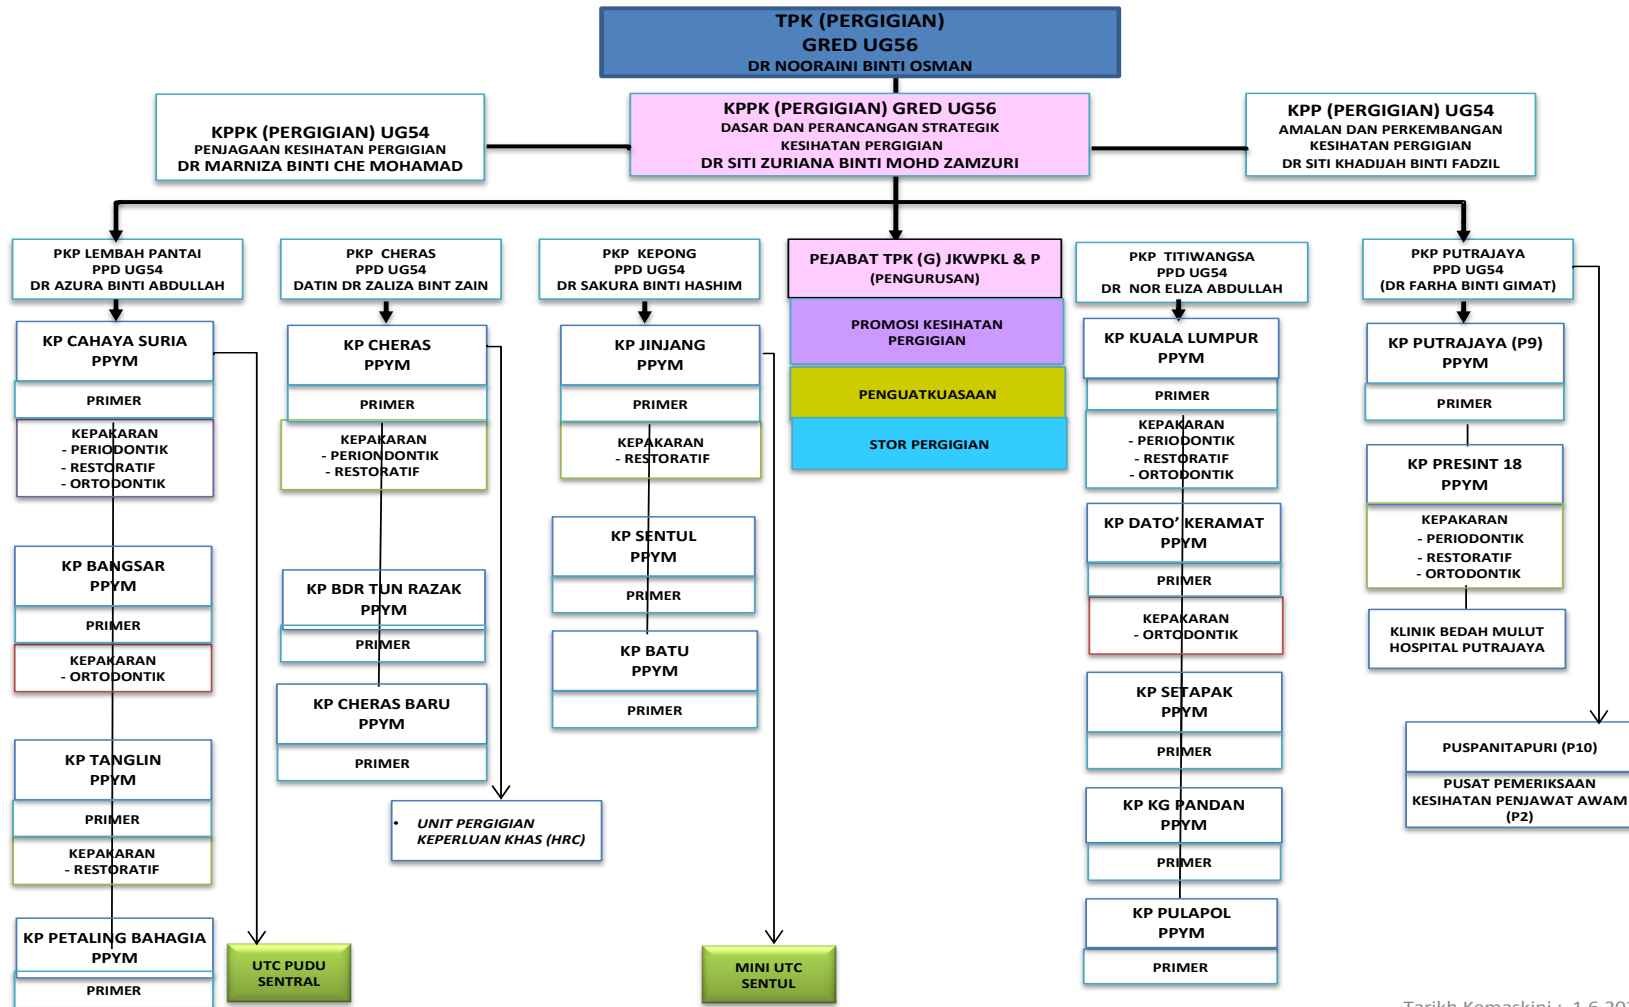 TPK (PERGIGIAN)
GRED UG56
DR NOORAINI BINTI OSMAN
KPPK (PERGIGIAN) UG54
PENJAGAAN KESIHATAN PERGIGIAN
DR MARNIZA BINTI CHE MOHAMAD
KPPK (PERGIGIAN) GRED UG56
DASAR DAN PERANCANGAN STRATEGIK
KESIHATAN PERGIGIAN
DR SITI ZURIANA BINTI MOHD ZAMZURI
KPP (PERGIGIAN) UG54
AMALAN DAN PERKEMBANGAN
KESIHATAN PERGIGIAN
DR SITI KHADIJAH BINTI FADZIL
PKP LEMBAH PANTAI
PPD UG54
DR AZURA BINTI ABDULLAH
KP CAHAYA SURIA
PPYM
PRIMER
KEPAKARAN
- PERIODONTIK
- RESTORATIF
- ORTODONTIK
KP BANGSAR
PPYM
PRIMER
KEPAKARAN
- ORTODONTIK
KP TANGLIN
PPYM
PRIMER
KEPAKARAN
- RESTORATIF
KP PETALING BAHAGIA
PPYM
PRIMER
UTC PUDU
SENTRAL
PKP CHERAS
PPD UG54
DATIN DR ZALIZA BINT ZAIN
KP CHERAS
PPYM
PRIMER
KEPAKARAN
- PERIONDONTIK
- RESTORATIF
KP BDR TUN RAZAK
PPYM
PRIMER
KP CHERAS BARU
PPYM
PRIMER
• UNIT PERGIGIAN
KEPERLUAN KHAS (HRC)
PKP KEPONG
PPD UG54
DR SAKURA BINTI HASHIM
KP JINJANG
PPYM
PRIMER
KEPAKARAN
- RESTORATIF
KP SENTUL
PPYM
PRIMER
KP BATU
PPYM
PRIMER
MINI UTC
SENTUL
PEJABAT TPK (G) JKWPKL & P
(PENGURUSAN)
PROMOSI KESIHATAN
PERGIGIAN
PENGUATKUASAAN
STOR PERGIGIAN
PKP TITIWANGSA
PPD UG54
DR NOR ELIZA ABDULLAH
KP KUALA LUMPUR
PPYM
PRIMER
KEPAKARAN
- PERIODONTIK
- RESTORATIF
- ORTODONTIK
KP DATO’ KERAMAT
PPYM
PRIMER
KEPAKARAN
- ORTODONTIK
KP SETAPAK
PPYM
PRIMER
KP KG PANDAN
PPYM
PRIMER
KP PULAPOL
PPYM
PRIMER
PKP PUTRAJAYA
PPD UG54
(DR FARHA BINTI GIMAT)
KP PUTRAJAYA (P9)
PPYM
PRIMER
KP PRESINT 18
PPYM
KEPAKARAN
- PERIODONTIK
- RESTORATIF
- ORTODONTIK
KLINIK BEDAH MULUT
HOSPITAL PUTRAJAYA
PUSPANITAPURI (P10)
PUSAT PEMERIKSAAN
KESIHATAN PENJAWAT AWAM
(P2)